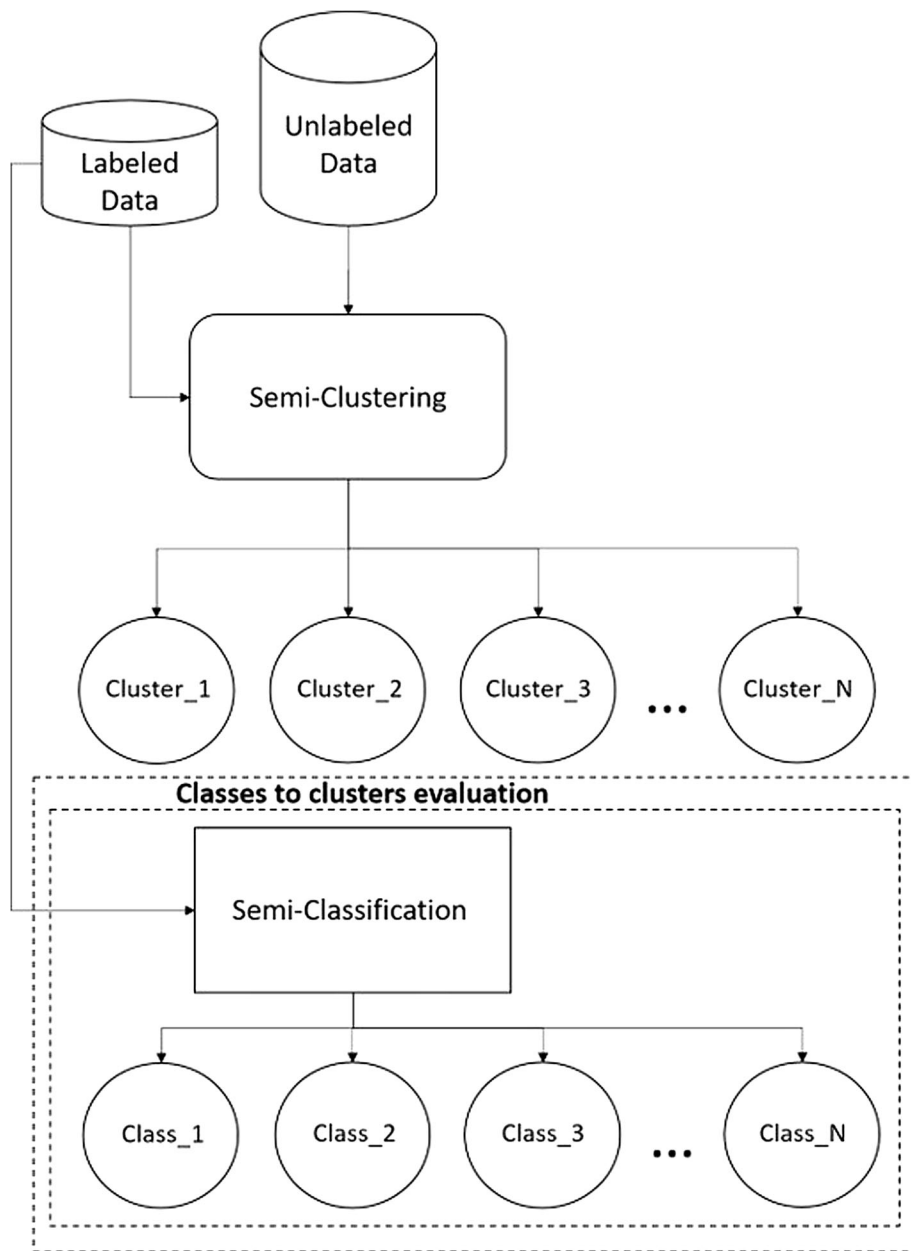 Unlabeled
Data
Labeled
Data
Semi-Clustering
Cluster_1
Cluster_2
Cluster_3
...
Cluster_N
Classes to clusters evaluation
Semi-Classification
Class_1
Class_2
Class_3
...
Class_N